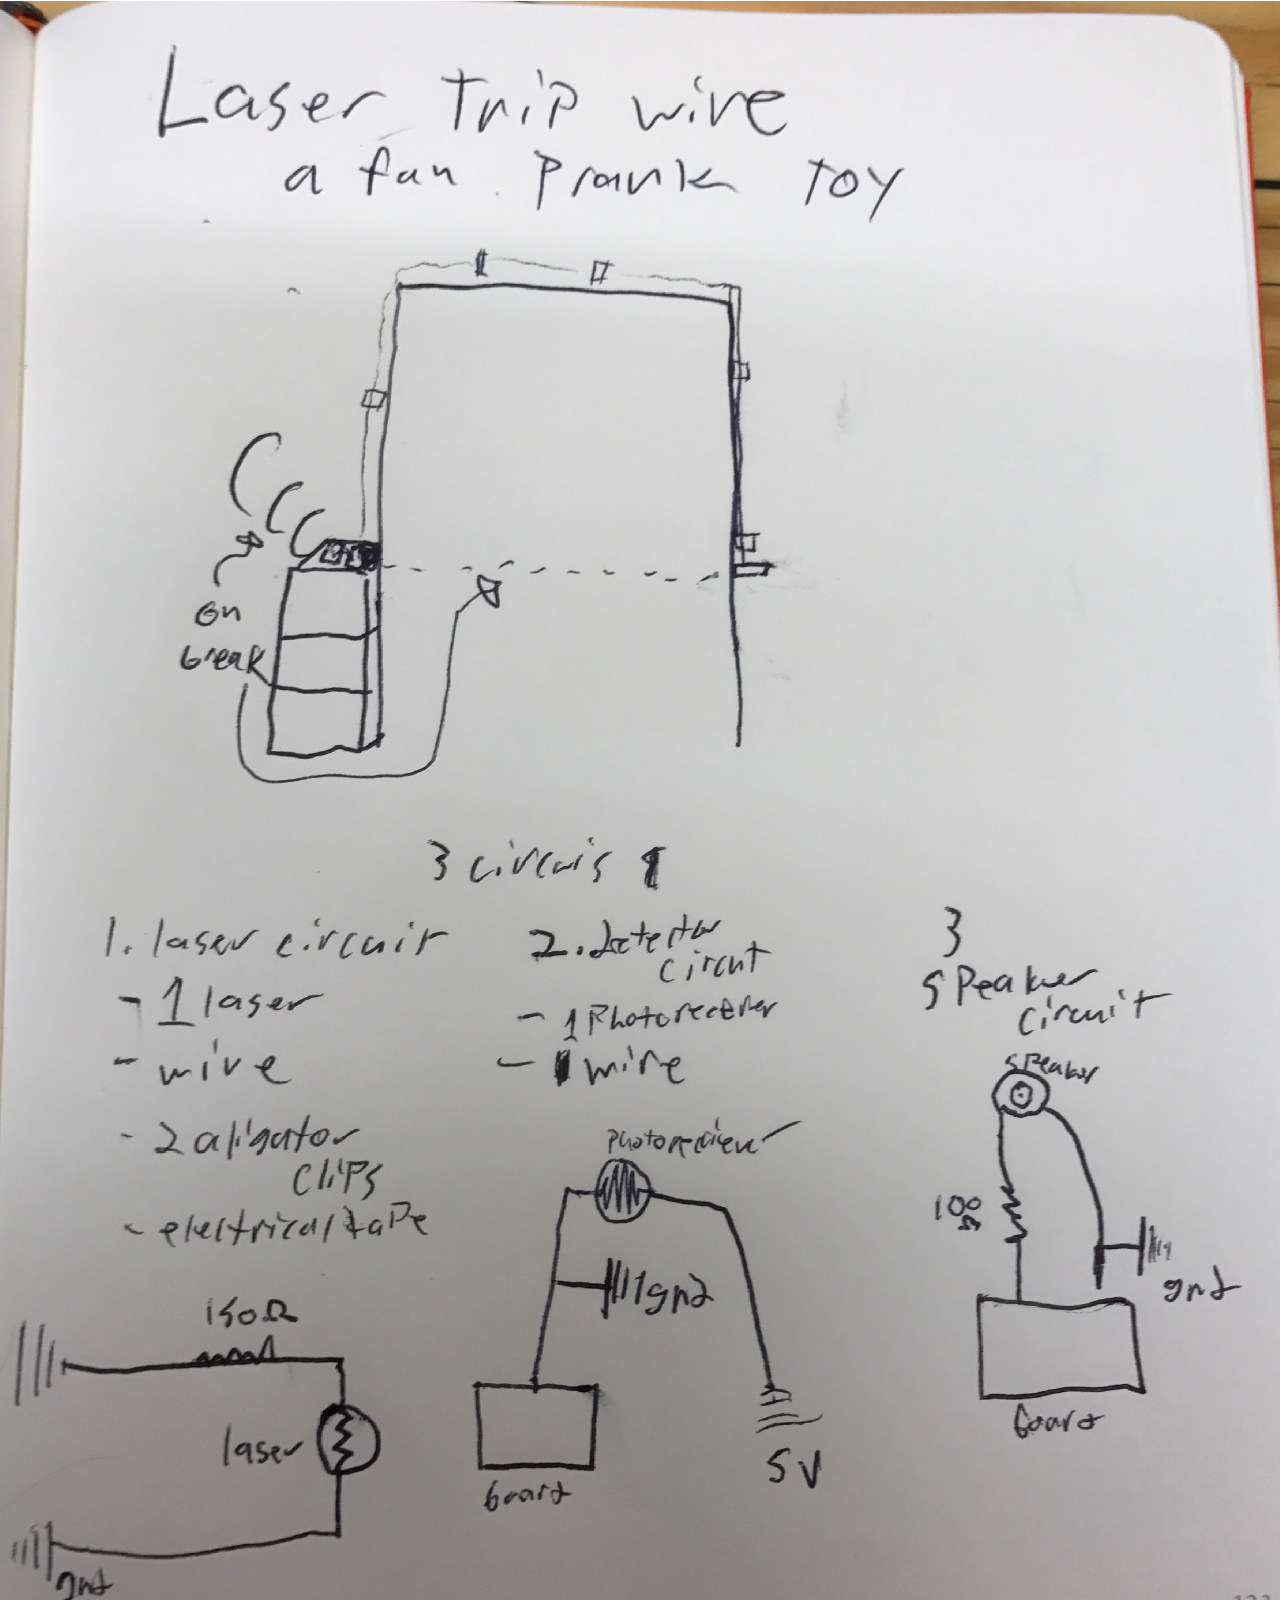 Laser Trip wire
a fun Prank Toy
on
break
3 circuis
1. laser circuit
- 1 laser
- wire
- 2 aligator
clips
- electrical taPe
150Ω
laser
gnd
2. detector
circut
- 1 Photoreciever
- wire
Photoreciever
gnd
board
5V
3
sPeaker
circuit
sPeaker
100
gnd
board